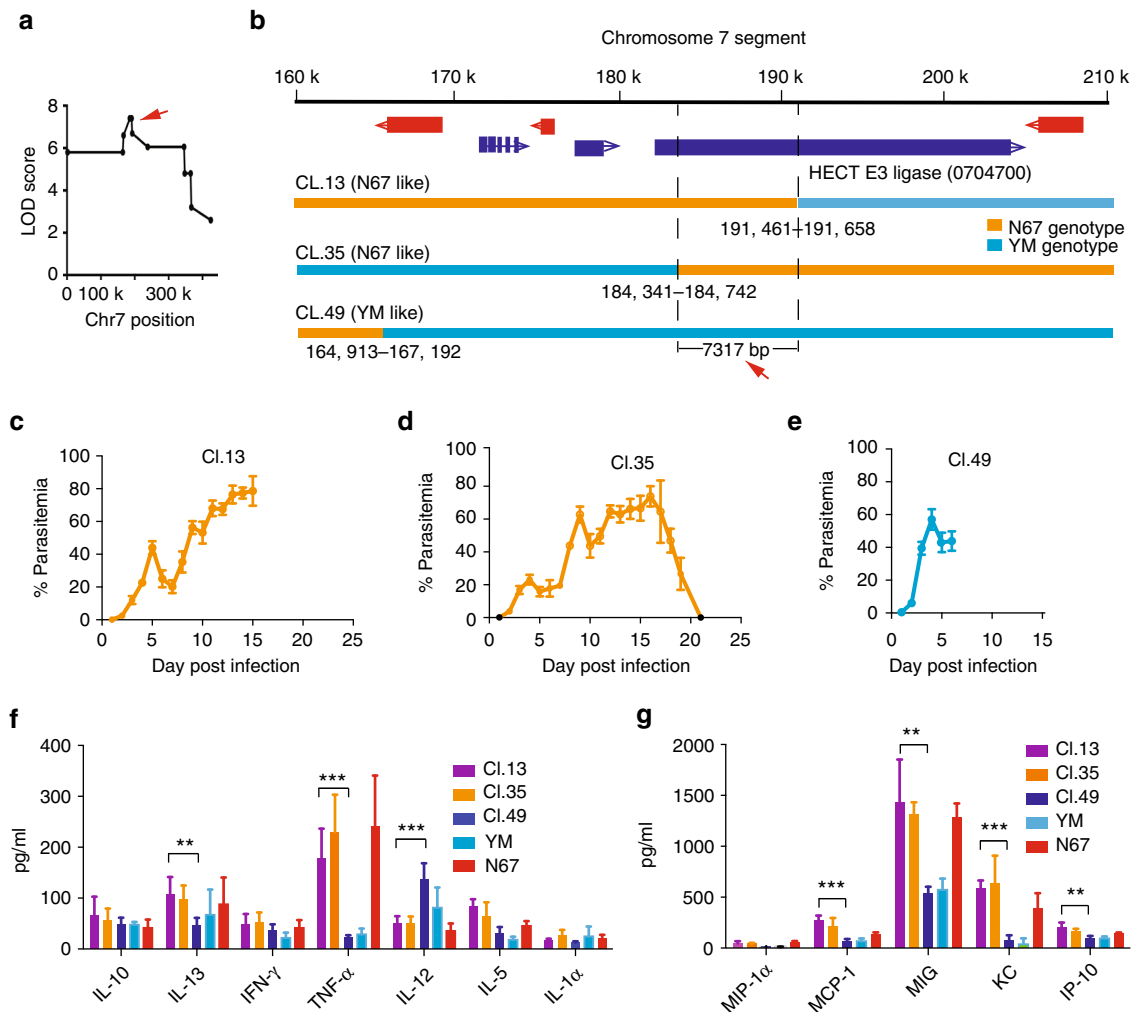 a
8
6
4
2
0
LOD score
0 100 k 300 k
Chr7 position
b
Chromosome 7 segment
160 k 170 k 180 k 190 k 200 k 210 k
HECT E3 ligase (0704700)
CL.13 (N67 like)
191, 461–191, 658
N67 genotype
YM genotype
CL.35 (N67 like)
184, 341–184, 742
CL.49 (YM like)
164, 913–167, 192
7317 bp
c
Cl.13
100
80
60
40
20
0
% Parasitemia
0 5 10 15 20 25
Day post infection
d
Cl.35
100
80
60
40
20
0
% Parasitemia
0 5 10 15 20 25
Day post infection
e
Cl.49
100
80
60
40
20
0
% Parasitemia
0 5 10 15
Day post infection
f
400
300
200
100
0
pg/ml
** *** ***
Cl.13
Cl.35
Cl.49
YM
N67
IL-10 IL-13 IFN-γ TNF-α IL-12 IL-5 IL-1α
g
2000
1500
1000
500
0
pg/ml
*** ** *** **
Cl.13
Cl.35
Cl.49
YM
N67
MIP-1α MCP-1 MIG KC IP-10